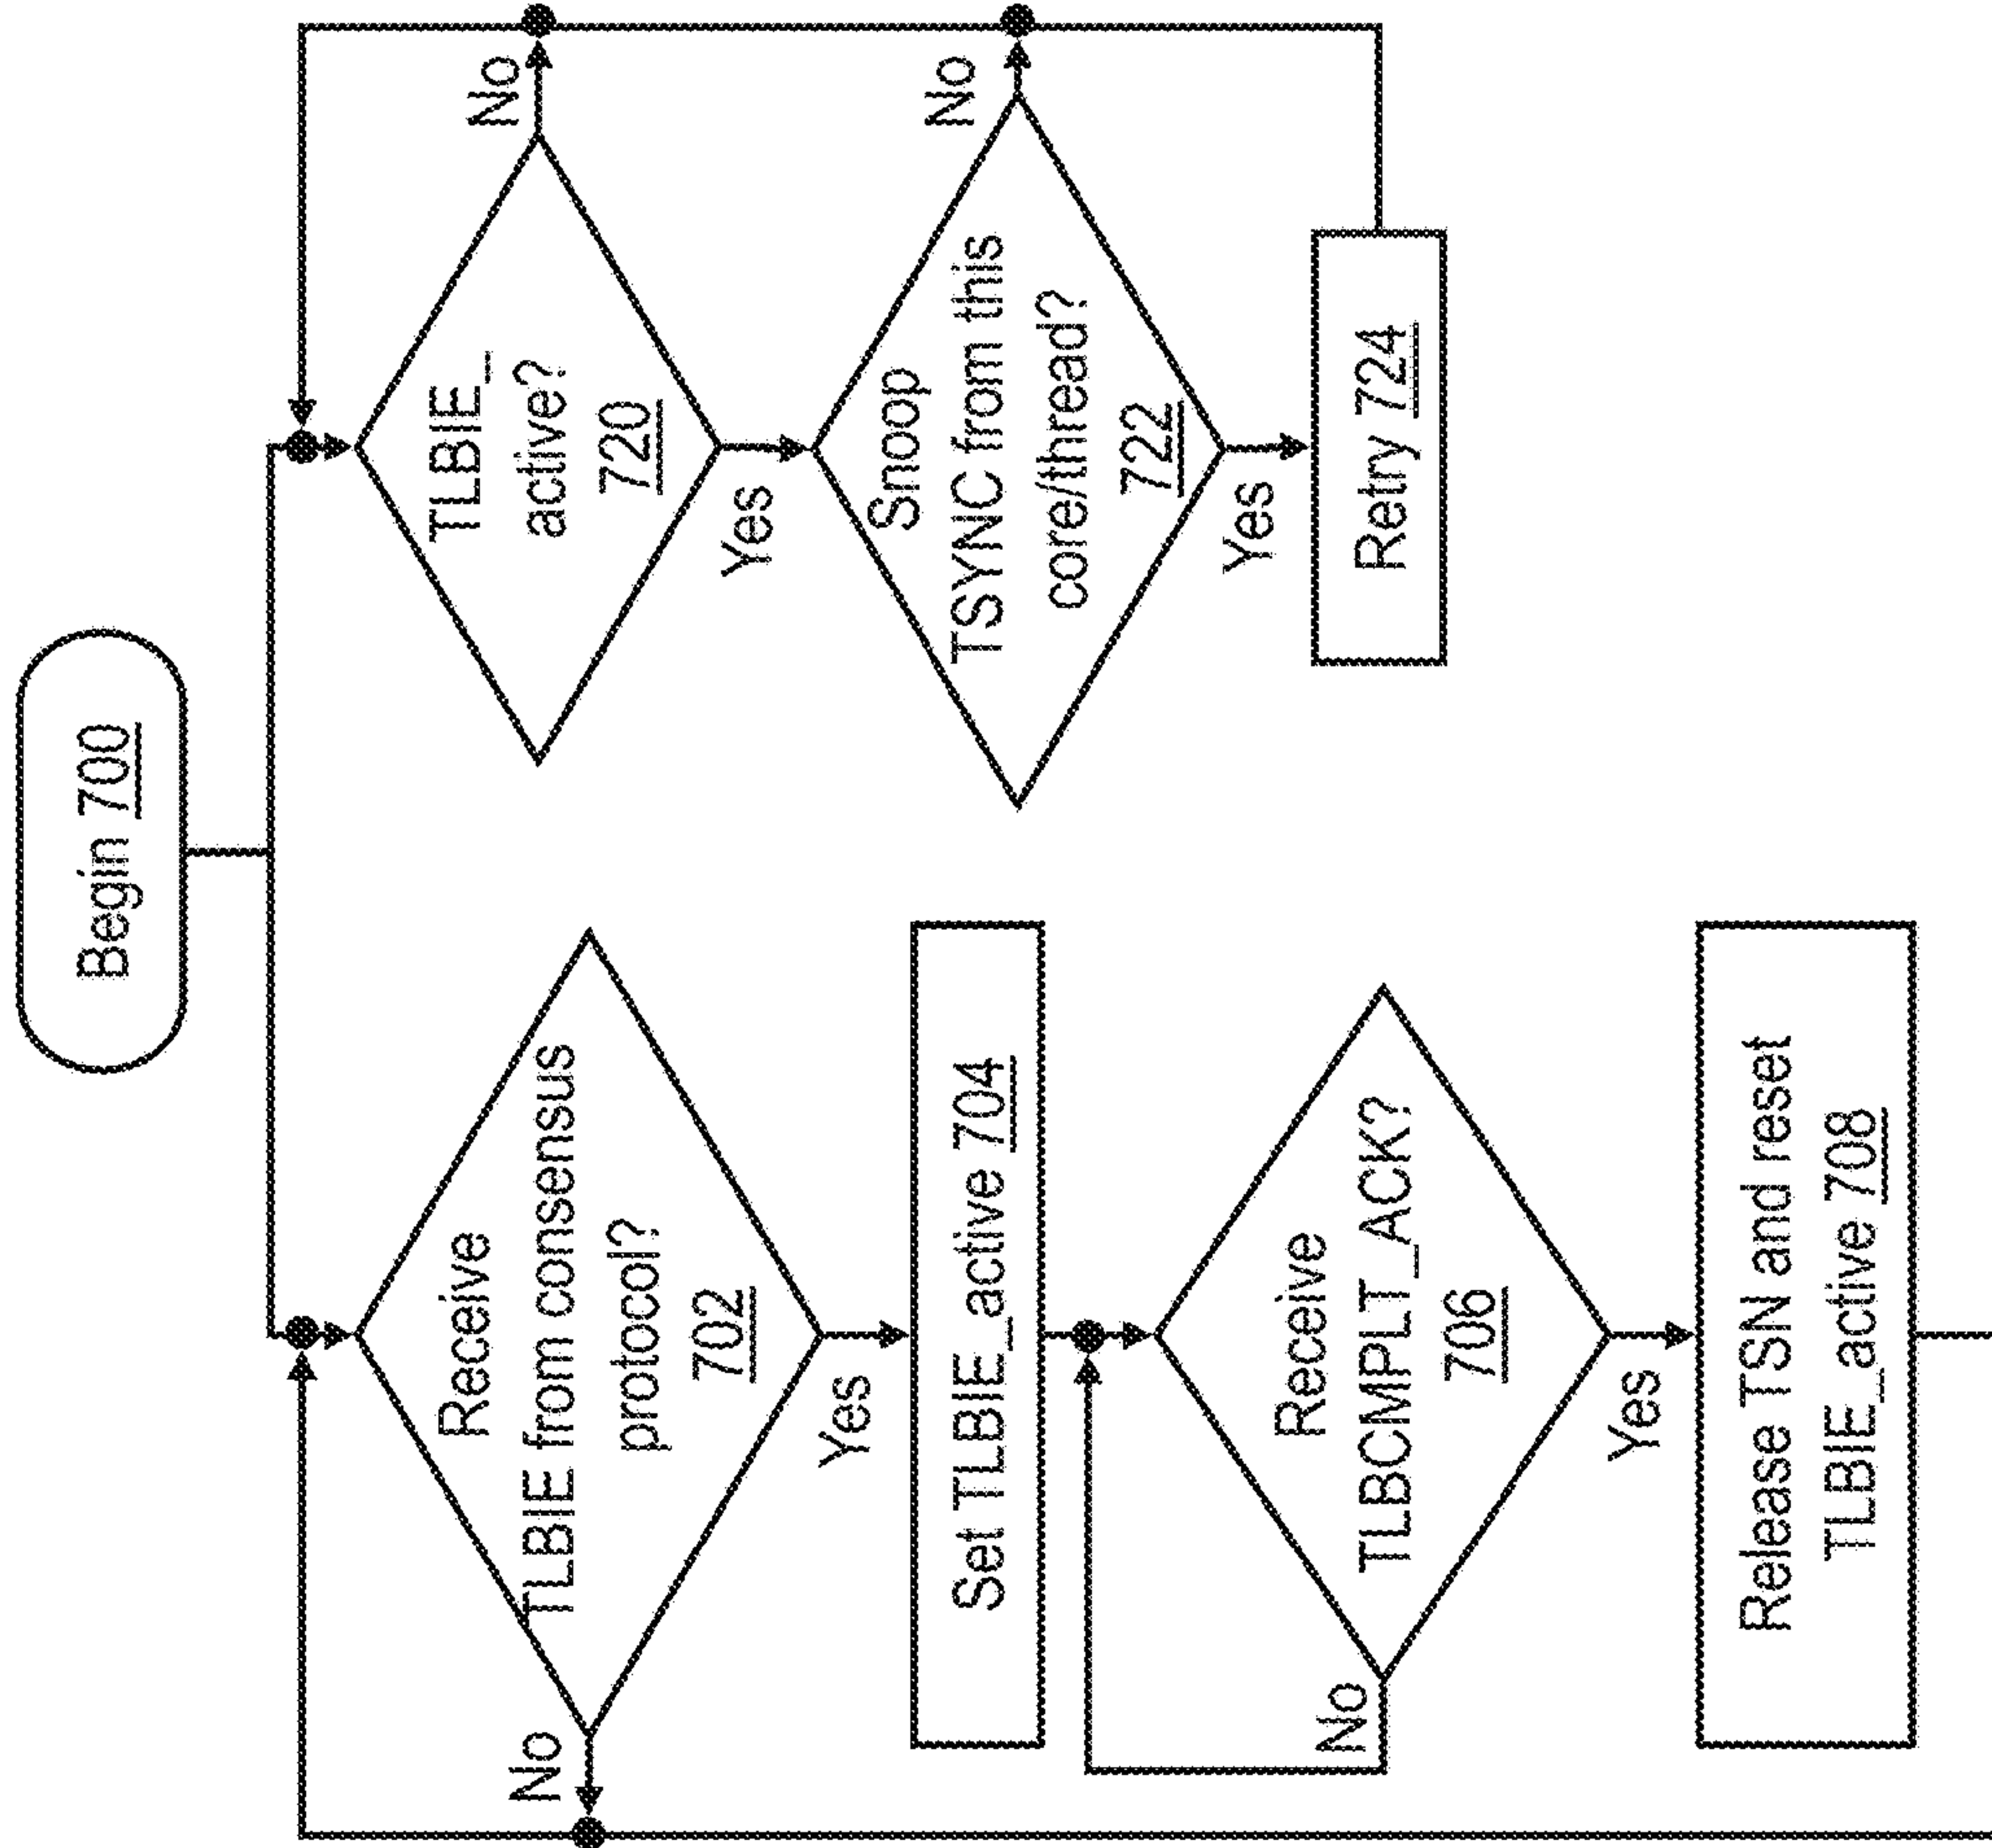 Begin 700
Receive
TLBIE from consensus
protocol?
702
No
Yes
Set TLBIE_active 704
Receive
TLBCMPLT_ACK?
706
No
Yes
Release TSN and reset
TLBIE_active 708
TLBIE_
active?
720
No
Yes
Snoop
TSYNC from this
core/thread?
722
No
Yes
Retry 724